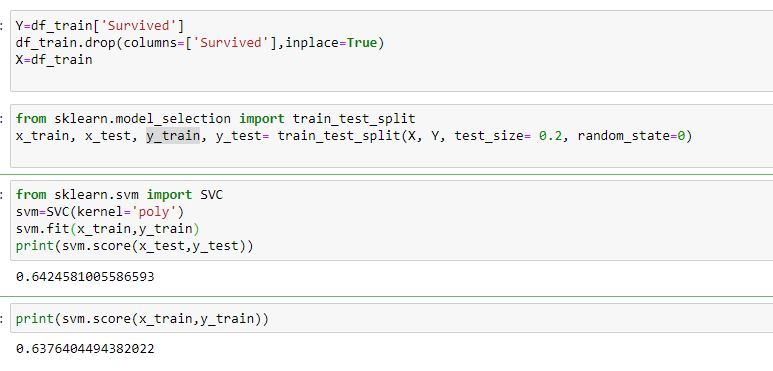 : Y=df_train['Survived']
df_train.drop(columns=['Survived'],inplace=True)
X=df_train
: from sklearn.model_selection import train_test_split
x_train, x_test, y_train, y_test= train_test_split(X, Y, test_size= 0.2, random_state=0)
: from sklearn.svm import SVC
svm=SVC(kernel='poly')
svm.fit(x_train,y_train)
print(svm.score(x_test,y_test))
0.6424581005586593
: print(svm.score(x_train,y_train))
0.6376404494382022